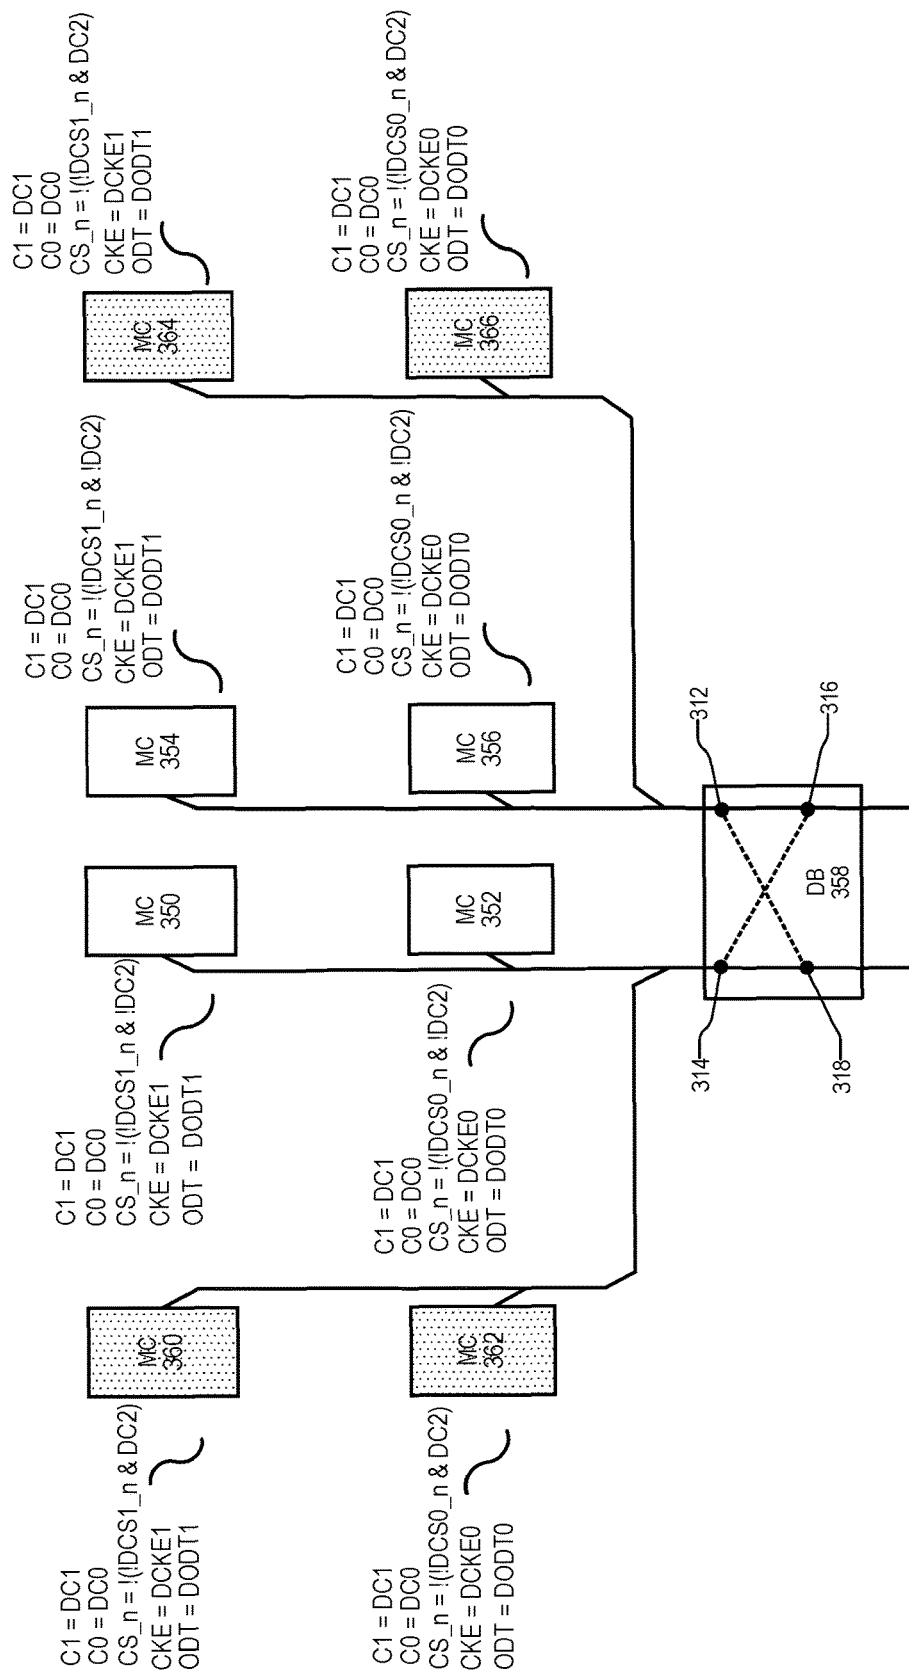 C1 = DC1
C0 = DC0
CS_n = !(!DCS1_n & DC2)
CKE = DCKE1
ODT = DODT1
MC
360
C1 = DC1
C0 = DC0
CS_n = !(!DCS1_n & !DC2)
CKE = DCKE1
ODT = DODT1
MC
350
MC
354
C1 = DC1
C0 = DC0
CS_n = !(!DCS1_n & !DC2)
CKE = DCKE1
ODT = DODT1
MC
364
C1 = DC1
C0 = DC0
CS_n = !(!DCS1_n & DC2)
CKE = DCKE1
ODT = DODT1
C1 = DC1
C0 = DC0
CS_n = !(!DCS0_n & DC2)
CKE = DCKE0
ODT = DODT0
MC
362
C1 = DC1
C0 = DC0
CS_n = !(!DCS0_n & !DC2)
CKE = DCKE0
ODT = DODT0
MC
352
MC
356
C1 = DC1
C0 = DC0
CS_n = !(!DCS0_n & !DC2)
CKE = DCKE0
ODT = DODT0
MC
366
C1 = DC1
C0 = DC0
CS_n = !(!DCS0_n & DC2)
CKE = DCKE0
ODT = DODT0
314
312
DB
358
318
316